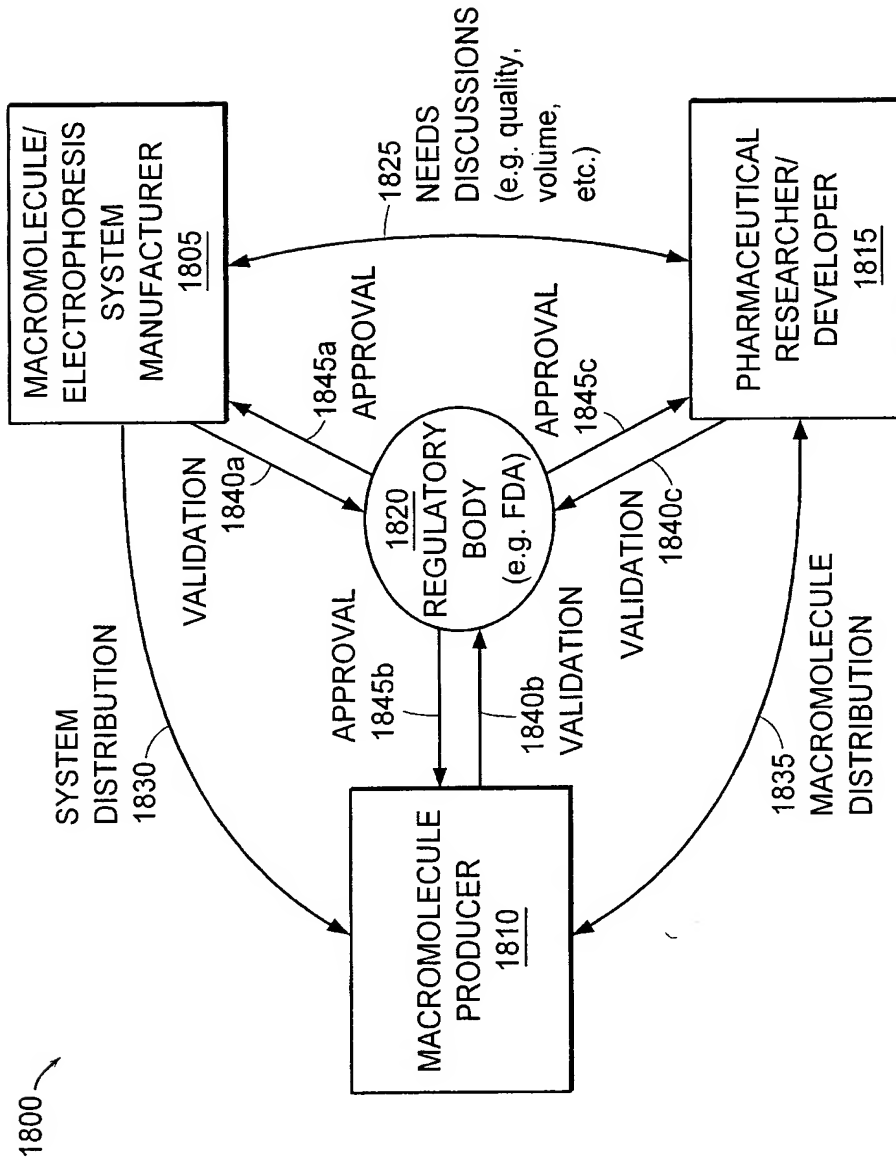 1800
MACROMOLECULE/
ELECTROPHORESIS
SYSTEM
MANUFACTURER
1805
1825
NEEDS
DISCUSSIONS
(e.g. quality,
volume,
etc.)
SYSTEM
DISTRIBUTION
1830
VALIDATION
1840a
1845a
APPROVAL
1820
REGULATORY
BODY
(e.g. FDA)
APPROVAL
1845b
1840b
VALIDATION
APPROVAL
1845c
VALIDATION
1840c
MACROMOLECULE
PRODUCER
1810
PHARMACEUTICAL
RESEARCHER/
DEVELOPER
1815
1835
MACROMOLECULE
DISTRIBUTION